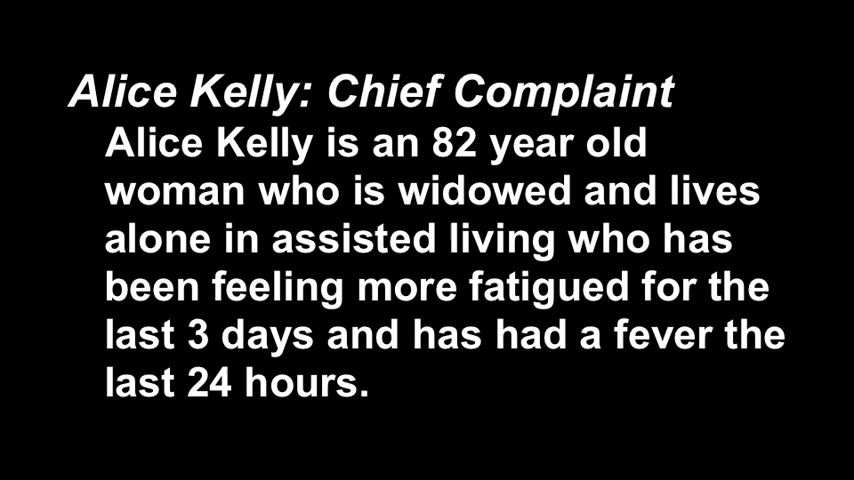 Alice Kelly: Chief Complaint
Alice Kelly is an 82 year old
woman who is widowed and lives
alone in assisted living who has
been feeling more fatigued for the
last 3 days and has had a fever the
last 24 hours.